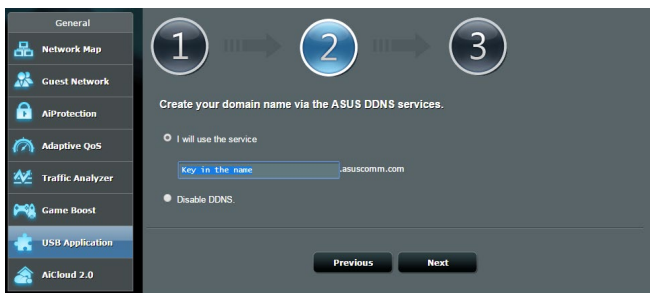 General
Network Map
Guest Network
AiProtection
Adaptive QoS
Traffic Analyzer
Game Boost
USB Application
AiCloud 2.0
1
2
3
Create your domain name via the ASUS DDNS services.
I will use the service
Key in the name .asuscomm.com
Disable DDNS.
Previous Next